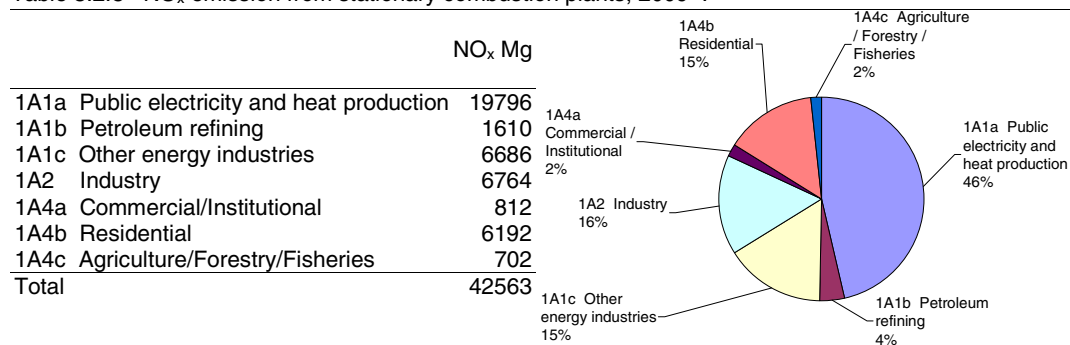 NOₓ Mg
1A1a Public electricity and heat production 19796
1A1b Petroleum refining 1610
1A1c Other energy industries 6686
1A2 Industry 6764
1A4a Commercial/Institutional 812
1A4b Residential 6192
1A4c Agriculture/Forestry/Fisheries 702
Total 42563
1A4b
Residential
15%
1A4c Agriculture
/ Forestry /
Fisheries
2%
1A4a
Commercial /
Institutional
2%
1A1a Public
electricity and
heat production
46%
1A2 Industry
16%
1A1c Other
energy industries
15%
1A1b Petroleum
refining
4%